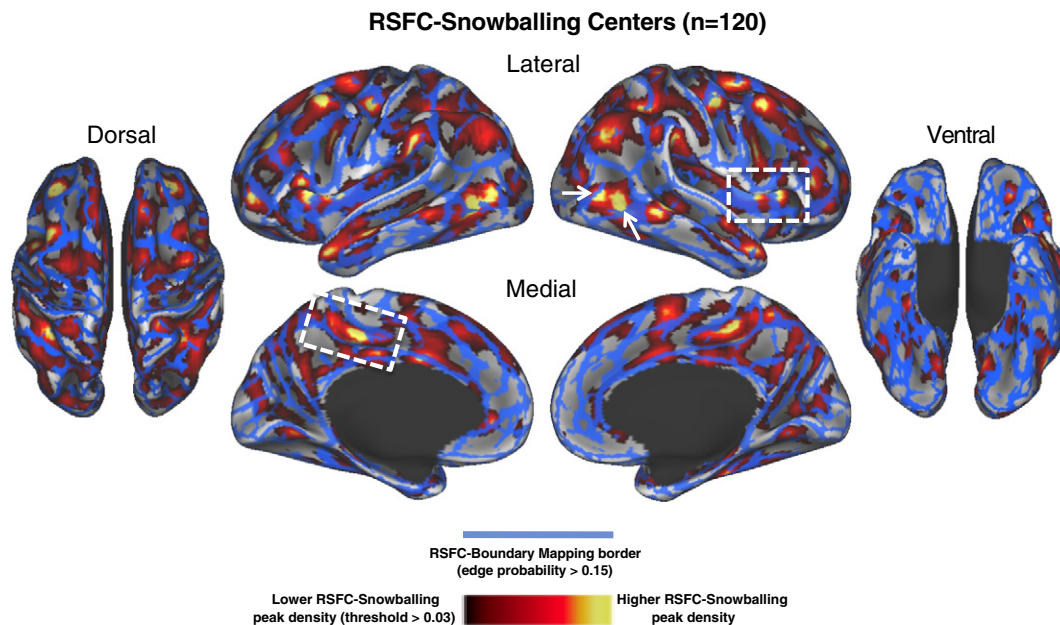 RSFC-Snowballing Centers (n=120)
Lateral
Dorsal
Ventral
Medial
RSFC-Boundary Mapping border
(edge probability > 0.15)
Lower RSFC-Snowballing
peak density (threshold > 0.03)
Higher RSFC-Snowballing
peak density